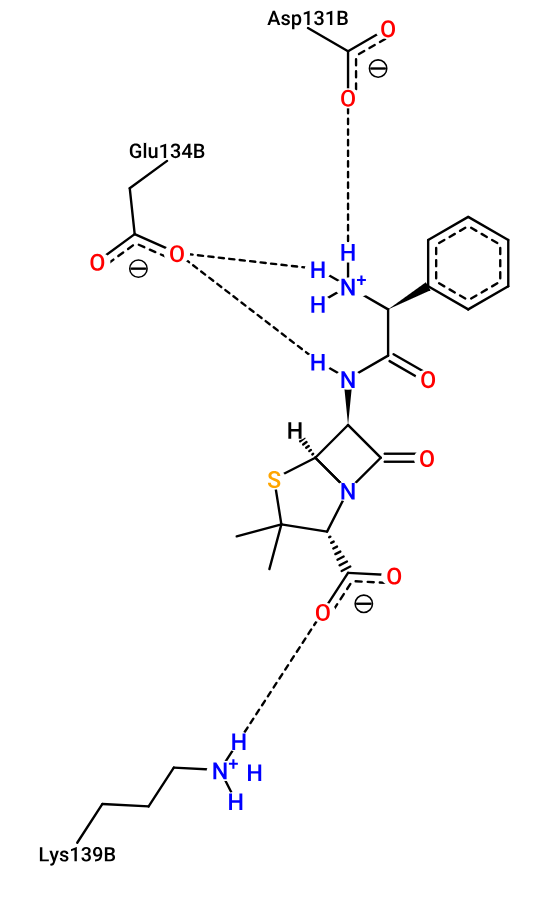 Asp131B
O
⊖
O
Glu134B
H
O
O
H
⊖
N+
H
H
N
O
H
O
S
N
O
⊖
O
H
N+
H
H
Lys139B